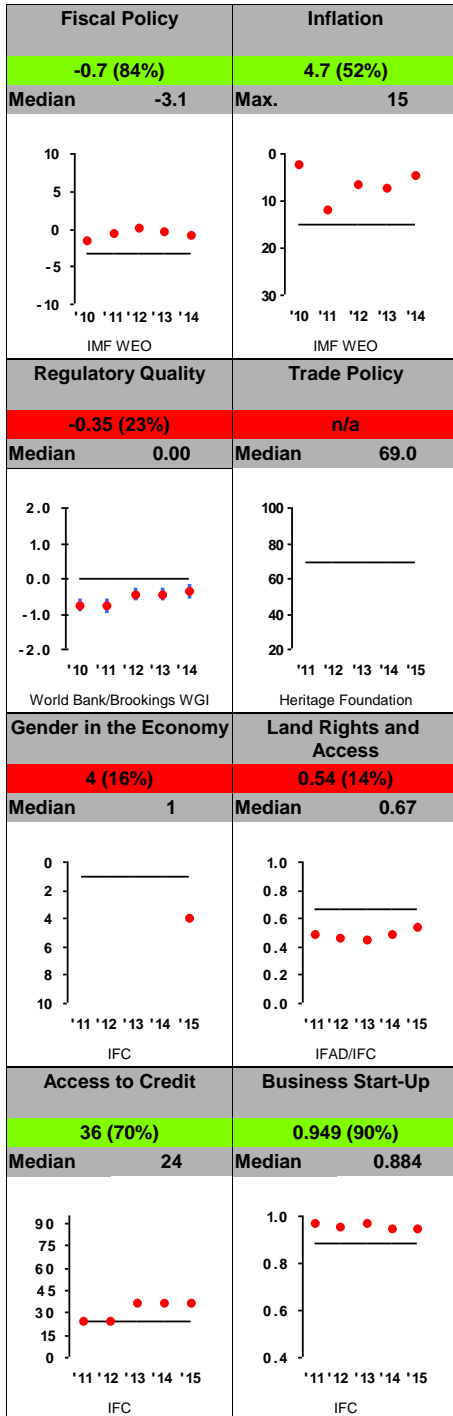 Fiscal Policy
-0.7 (84%)
Median -3.1
10
5
0
-5
-10
'10 '11 '12 '13 '14
IMF WEO
Inflation
4.7 (52%)
Max. 15
0
10
20
30
'10 '11 '12 '13 '14
IMF WEO
Regulatory Quality
-0.35 (23%)
Median 0.00
2.0
1.0
0.0
-1.0
-2.0
'10 '11 '12 '13 '14
World Bank/Brookings WGI
Trade Policy
n/a
Median 69.0
100
80
60
40
20
'11 '12 '13 '14 '15
Heritage Foundation
Gender in the Economy
4 (16%)
Median 1
0
2
4
6
8
10
'11 '12 '13 '14 '15
IFC
Land Rights and
Access
0.54 (14%)
Median 0.67
1.0
0.8
0.6
0.4
0.2
0.0
'11 '12 '13 '14 '15
IFAD/IFC
Access to Credit
36 (70%)
Median 24
90
75
60
45
30
15
0
'11 '12 '13 '14 '15
IFC
Business Start-Up
0.949 (90%)
Median 0.884
1.0
0.8
0.6
0.4
'11 '12 '13 '14 '15
IFC